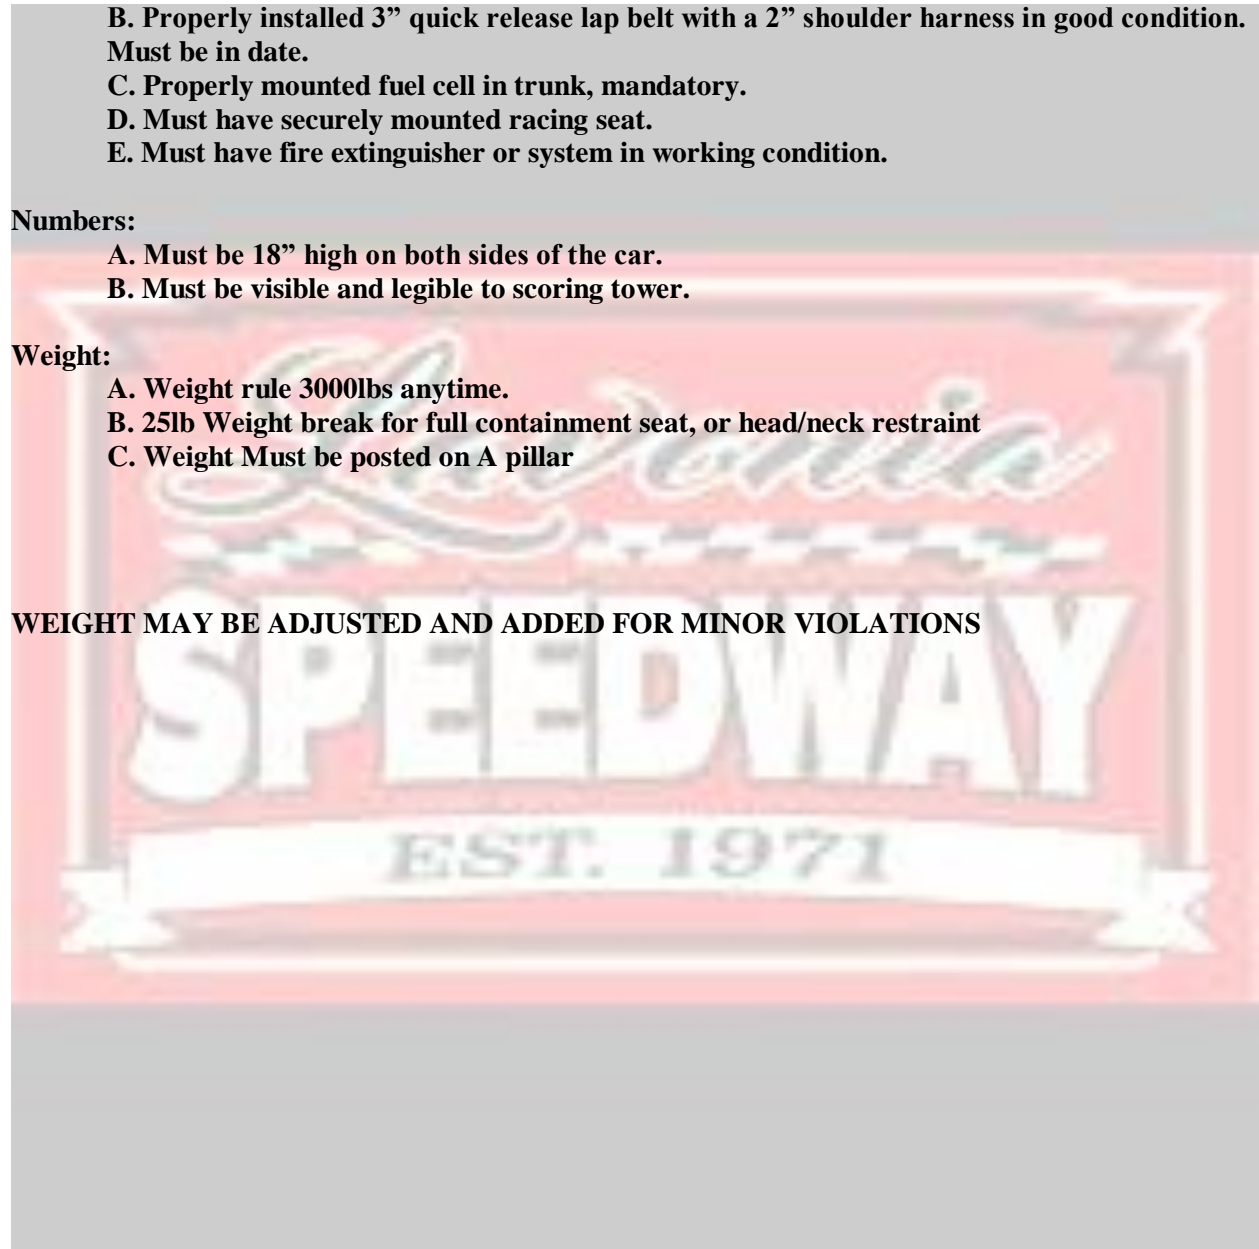 B. Properly installed 3” quick release lap belt with a 2” shoulder harness in good condition.
Must be in date.
C. Properly mounted fuel cell in trunk, mandatory.
D. Must have securely mounted racing seat.
E. Must have fire extinguisher or system in working condition.
Numbers:
A. Must be 18” high on both sides of the car.
B. Must be visible and legible to scoring tower.
Weight:
A. Weight rule 3000lbs anytime.
B. 25lb Weight break for full containment seat, or head/neck restraint
C. Weight Must be posted on A pillar
Lavonia
WEIGHT MAY BE ADJUSTED AND ADDED FOR MINOR VIOLATIONS
SPEEDWAY
EST. 1971